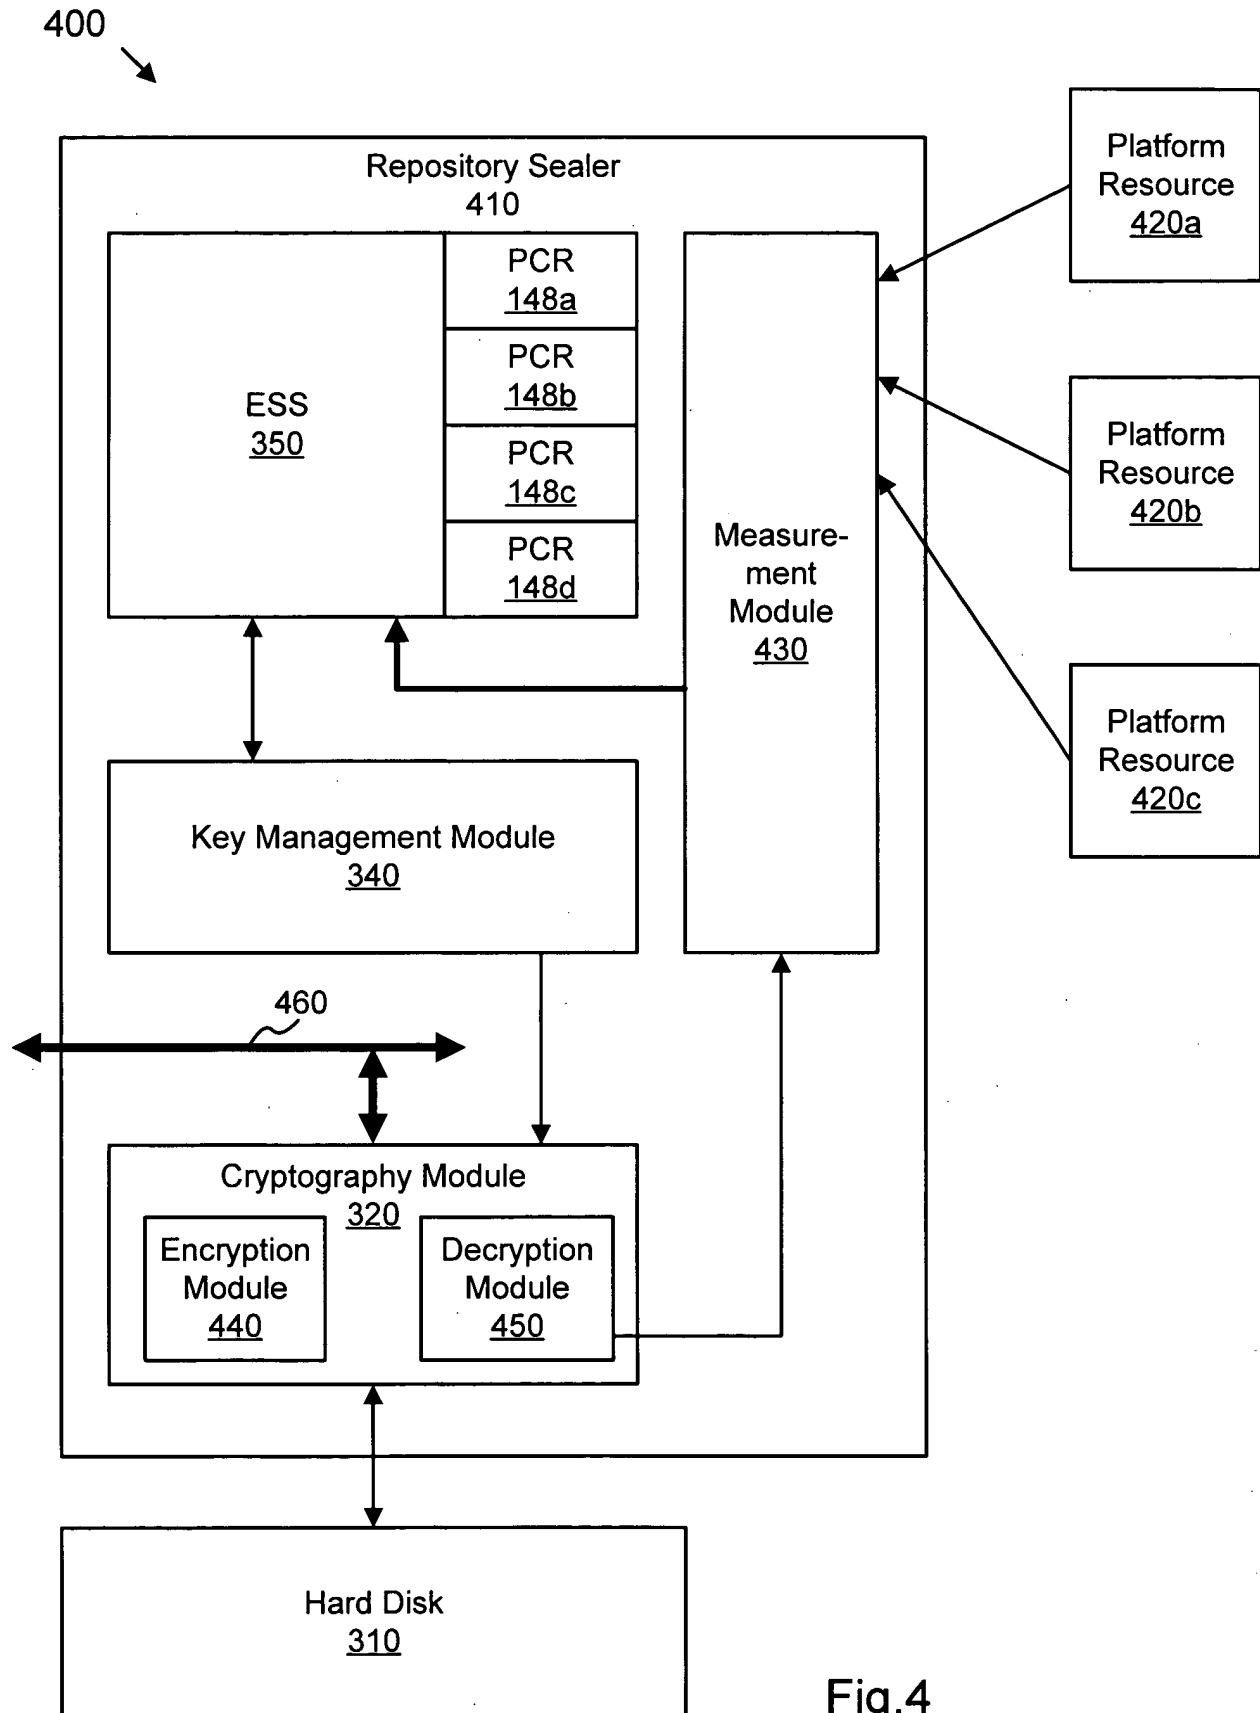 400
Repository Sealer
410
ESS
350
PCR
148a
PCR
148b
PCR
148c
PCR
148d
Measure-
ment
Module
430
Platform
Resource
420a
Platform
Resource
420b
Platform
Resource
420c
Key Management Module
340
460
Cryptography Module
320
Encryption
Module
440
Decryption
Module
450
Hard Disk
310
Fig.4